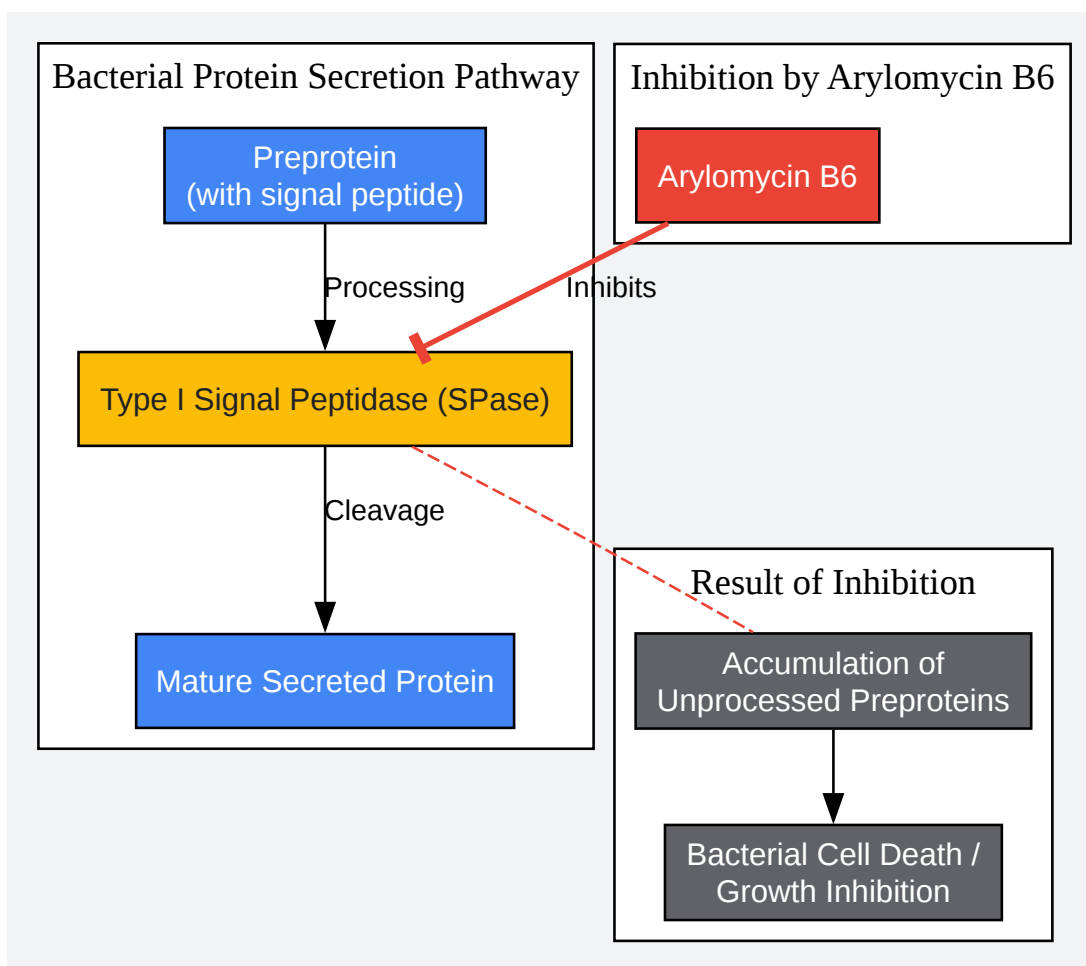 Bacterial Protein Secretion Pathway
Preprotein
(with signal peptide)
Processing
Type I Signal Peptidase (SPase)
Cleavage
Mature Secreted Protein
Inhibition by Arylomycin B6
Arylomycin B6
Inhibits
Result of Inhibition
Accumulation of
Unprocessed Preproteins
Bacterial Cell Death /
Growth Inhibition